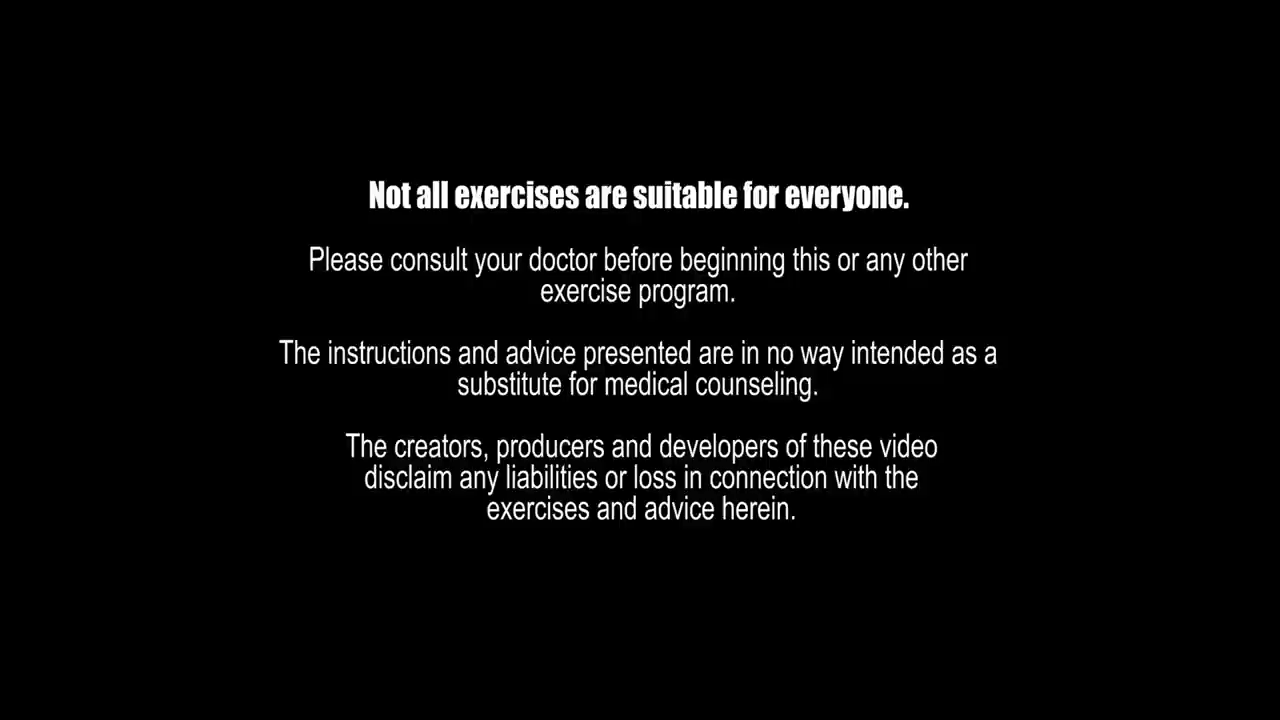 Not all exercises are suitable for everyone.
Please consult your doctor before beginning this or any other
exercise program.
The instructions and advice presented are in no way intended as a
substitute for medical counseling.
The creators, producers and developers of these video
disclaim any liabilities or loss in connection with the
exercises and advice herein.